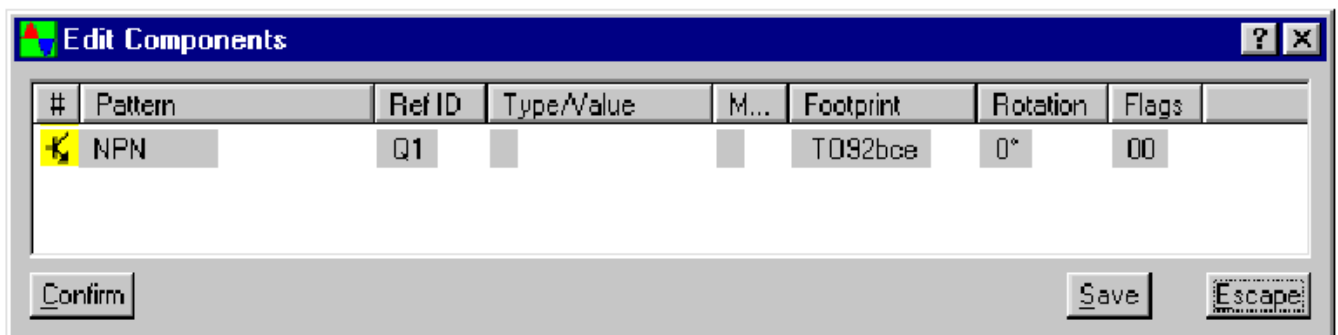 Edit Components ? X
# Pattern Ref ID Type/Value M... Footprint Rotation Flags
NPN Q1 TO92bce 0° 00
Confirm Save Escape